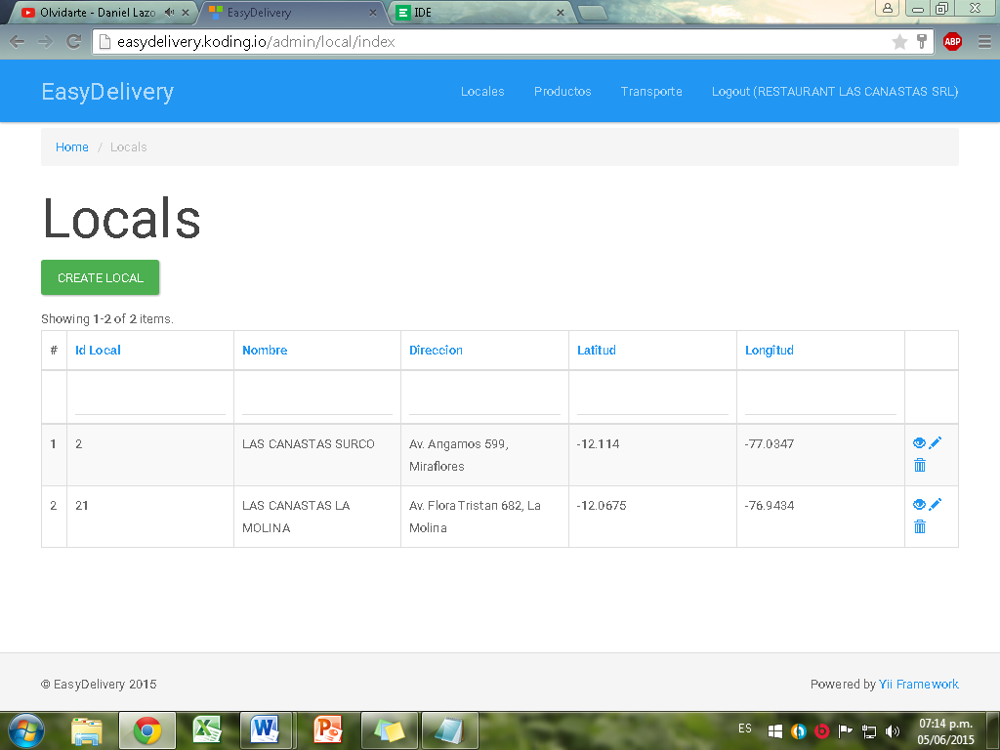 Olvidarte - Daniel Lazo
EasyDelivery
IDE
easydelivery.koding.io/admin/local/index
ABP
EasyDelivery
Locales
Productos
Transporte
Logout (RESTAURANT LAS CANASTAS SRL)
Home / Locals
Locals
CREATE LOCAL
Showing 1-2 of 2 items.
# Id Local Nombre Direccion Latitud Longitud
1 2 LAS CANASTAS SURCO Av. Angamos 599, -12.114 -77.0347
Miraflores
2 21 LAS CANASTAS LA Av. Flora Tristan 682, La -12.0675 -76.9434
MOLINA Molina
© EasyDelivery 2015
Powered by Yii Framework
ES
07:14 p.m.
05/06/2015